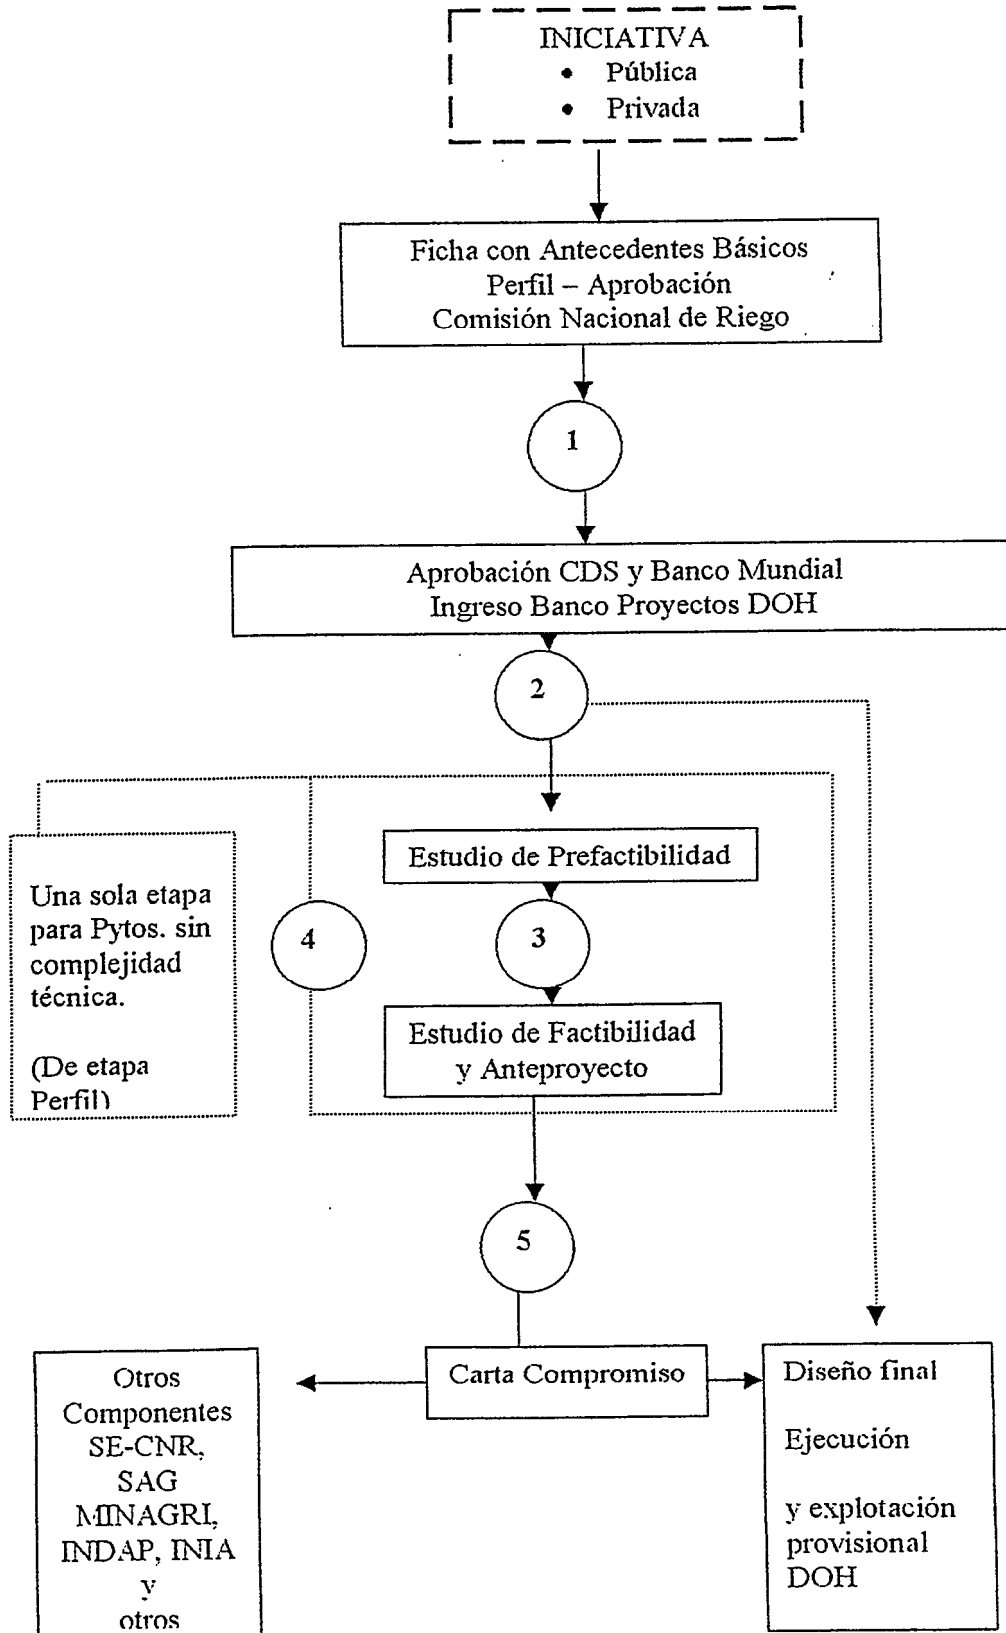 INICIATIVA
• Pública
• Privada
Ficha con Antecedentes Básicos
Perfil – Aprobación
Comisión Nacional de Riego
1
Aprobación CDS y Banco Mundial
Ingreso Banco Proyectos DOH
2
Estudio de Prefactibilidad
Una sola etapa
para Pytos. sin
complejidad
técnica.
(De etapa
Perfil)
4
3
Estudio de Factibilidad
y Anteproyecto
5
Carta Compromiso
Otros
Componentes
SE-CNR,
SAG
MINAGRI,
INDAP, INIA
y
otros
Diseño final
Ejecución
y explotación
provisional
DOH